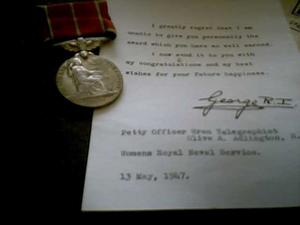 I greatly regret that I am
unable to give you personally the
award which you have so well earned.
I now send it to you with
my congratulations and my best
wishes for your future happiness.
George R.I
Petty Officer Wren Telegraphist
Olive A. Adlington,
Womens Royal Naval Service.
13 May, 1947.